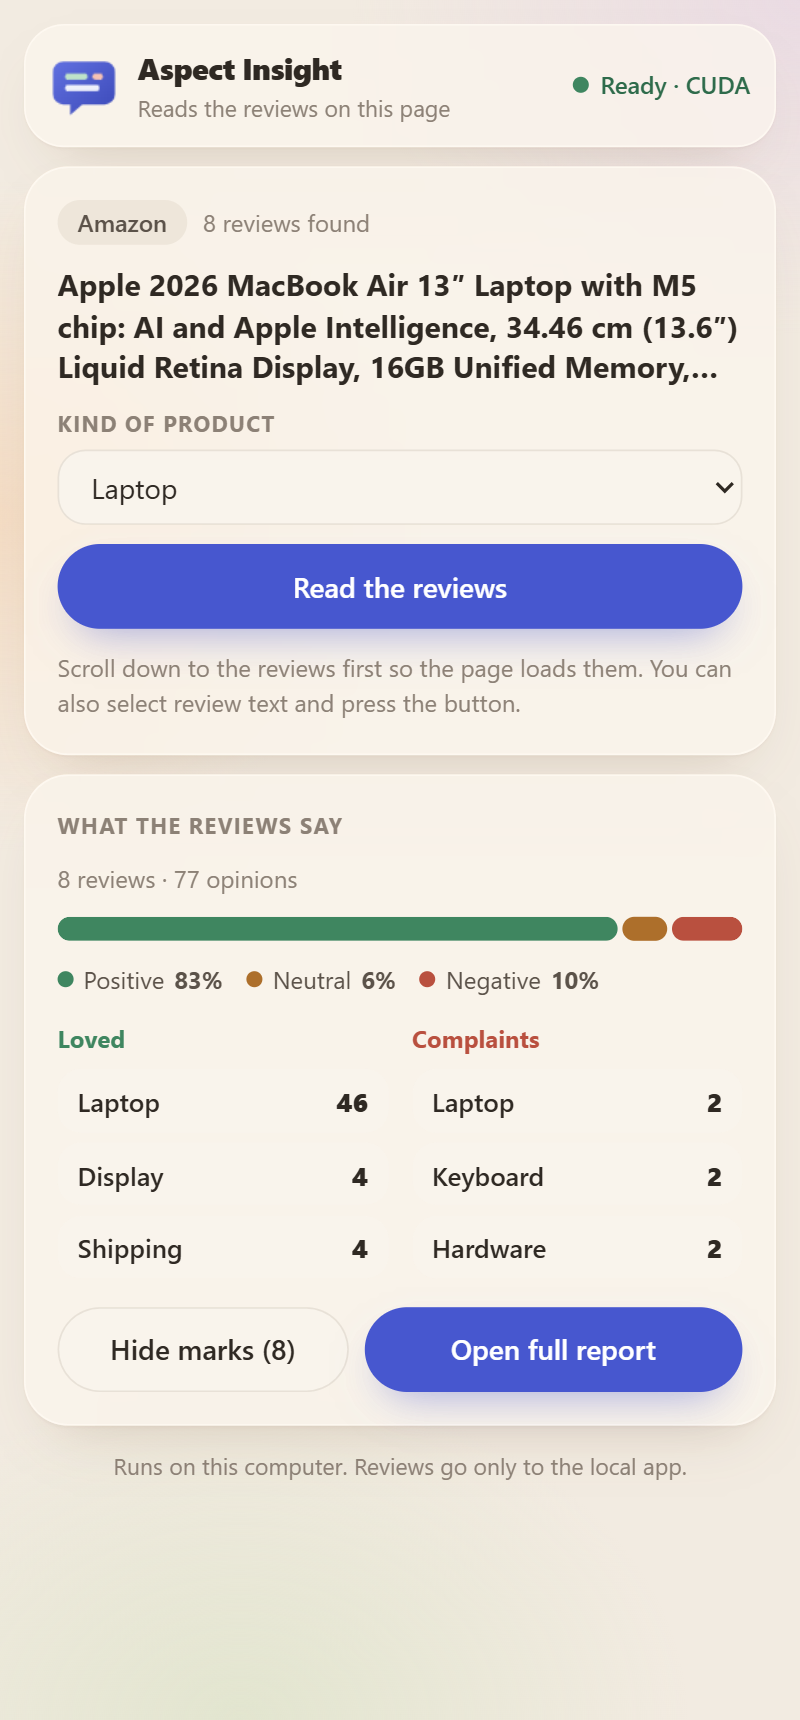 Aspect Insight
Reads the reviews on this page
Ready · CUDA
Amazon
8 reviews found
Apple 2026 MacBook Air 13″ Laptop with M5
chip: AI and Apple Intelligence, 34.46 cm (13.6″)
Liquid Retina Display, 16GB Unified Memory,…
KIND OF PRODUCT
Laptop
Read the reviews
Scroll down to the reviews first so the page loads them. You can
also select review text and press the button.
WHAT THE REVIEWS SAY
8 reviews · 77 opinions
Positive 83% Neutral 6% Negative 10%
Loved
Laptop 46
Display 4
Shipping 4
Complaints
Laptop 2
Keyboard 2
Hardware 2
Hide marks (8)
Open full report
Runs on this computer. Reviews go only to the local app.